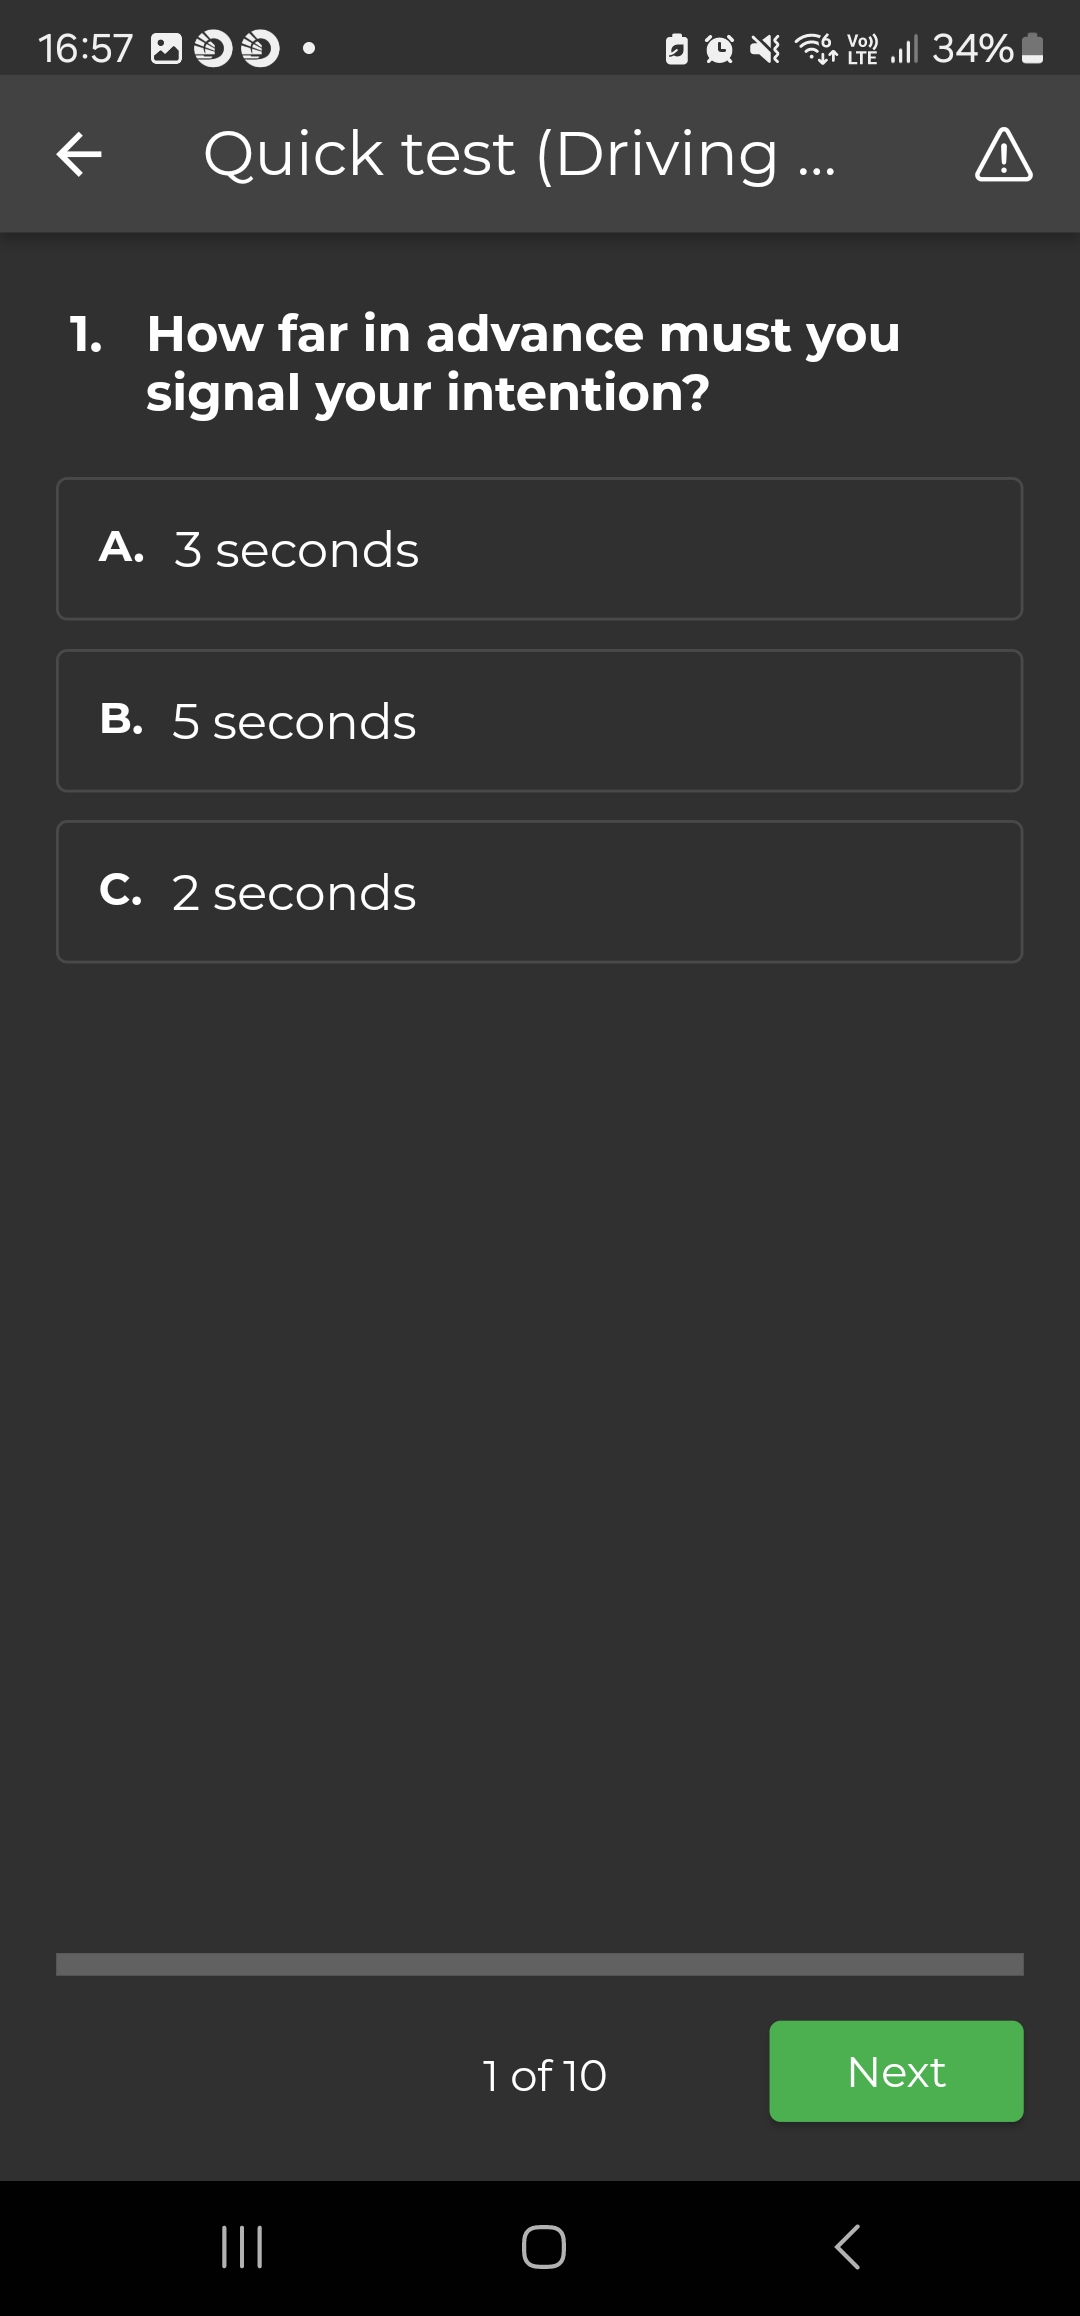 16:57
6 Vo)) LTE 34%
Quick test (Driving ...
1. How far in advance must you
signal your intention?
A. 3 seconds
B. 5 seconds
C. 2 seconds
1 of 10
Next